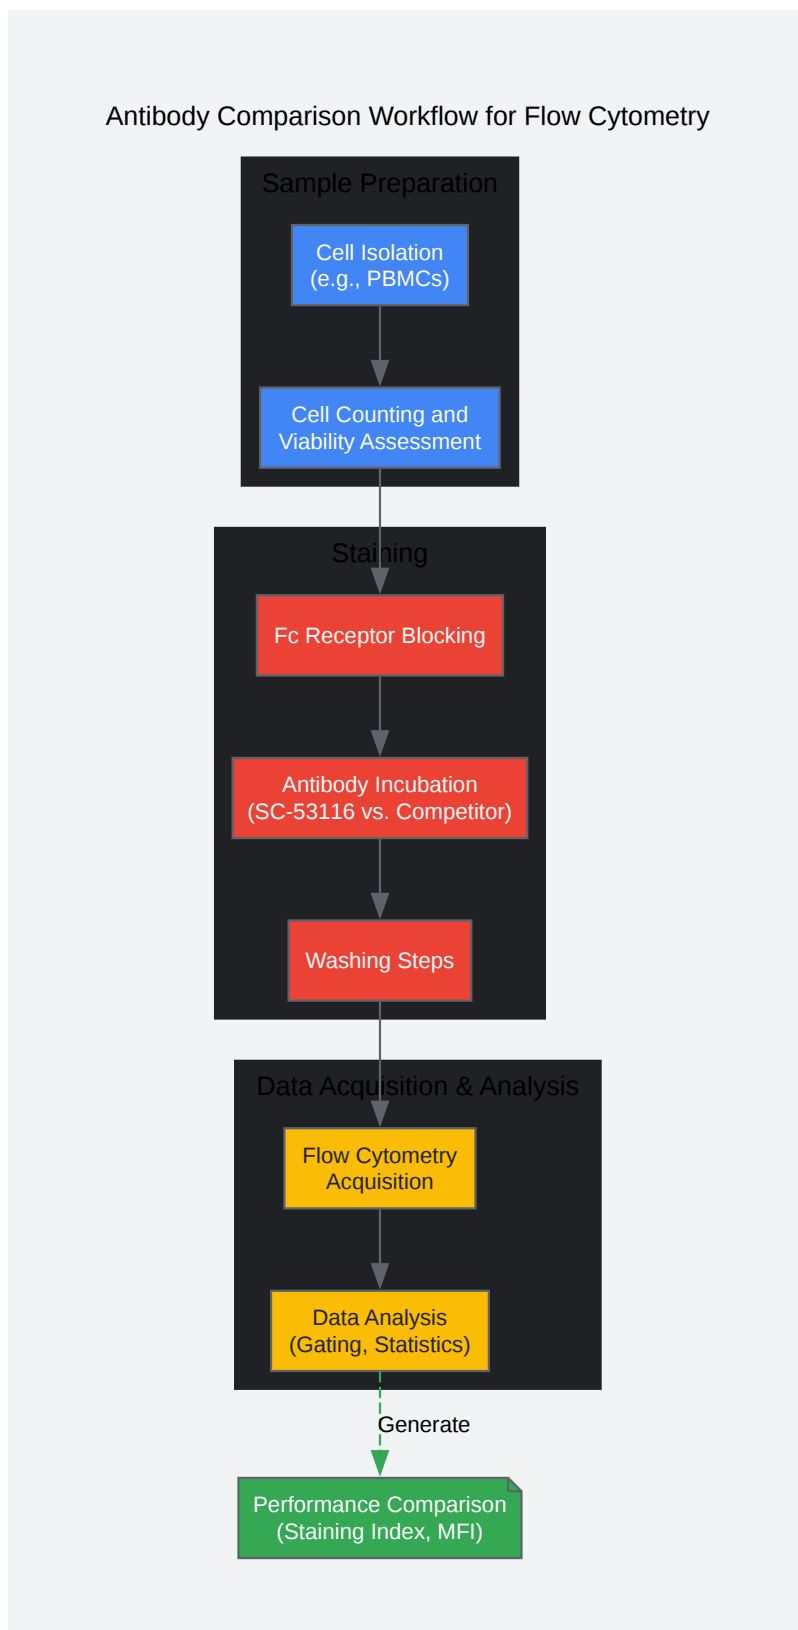 Antibody Comparison Workflow for Flow Cytometry
Sample Preparation
Cell Isolation
(e.g., PBMCs)
Cell Counting and
Viability Assessment
Staining
Fc Receptor Blocking
Antibody Incubation
(SC-53116 vs. Competitor)
Washing Steps
Data Acquisition & Analysis
Flow Cytometry
Acquisition
Data Analysis
(Gating, Statistics)
Generate
Performance Comparison
(Staining Index, MFI)